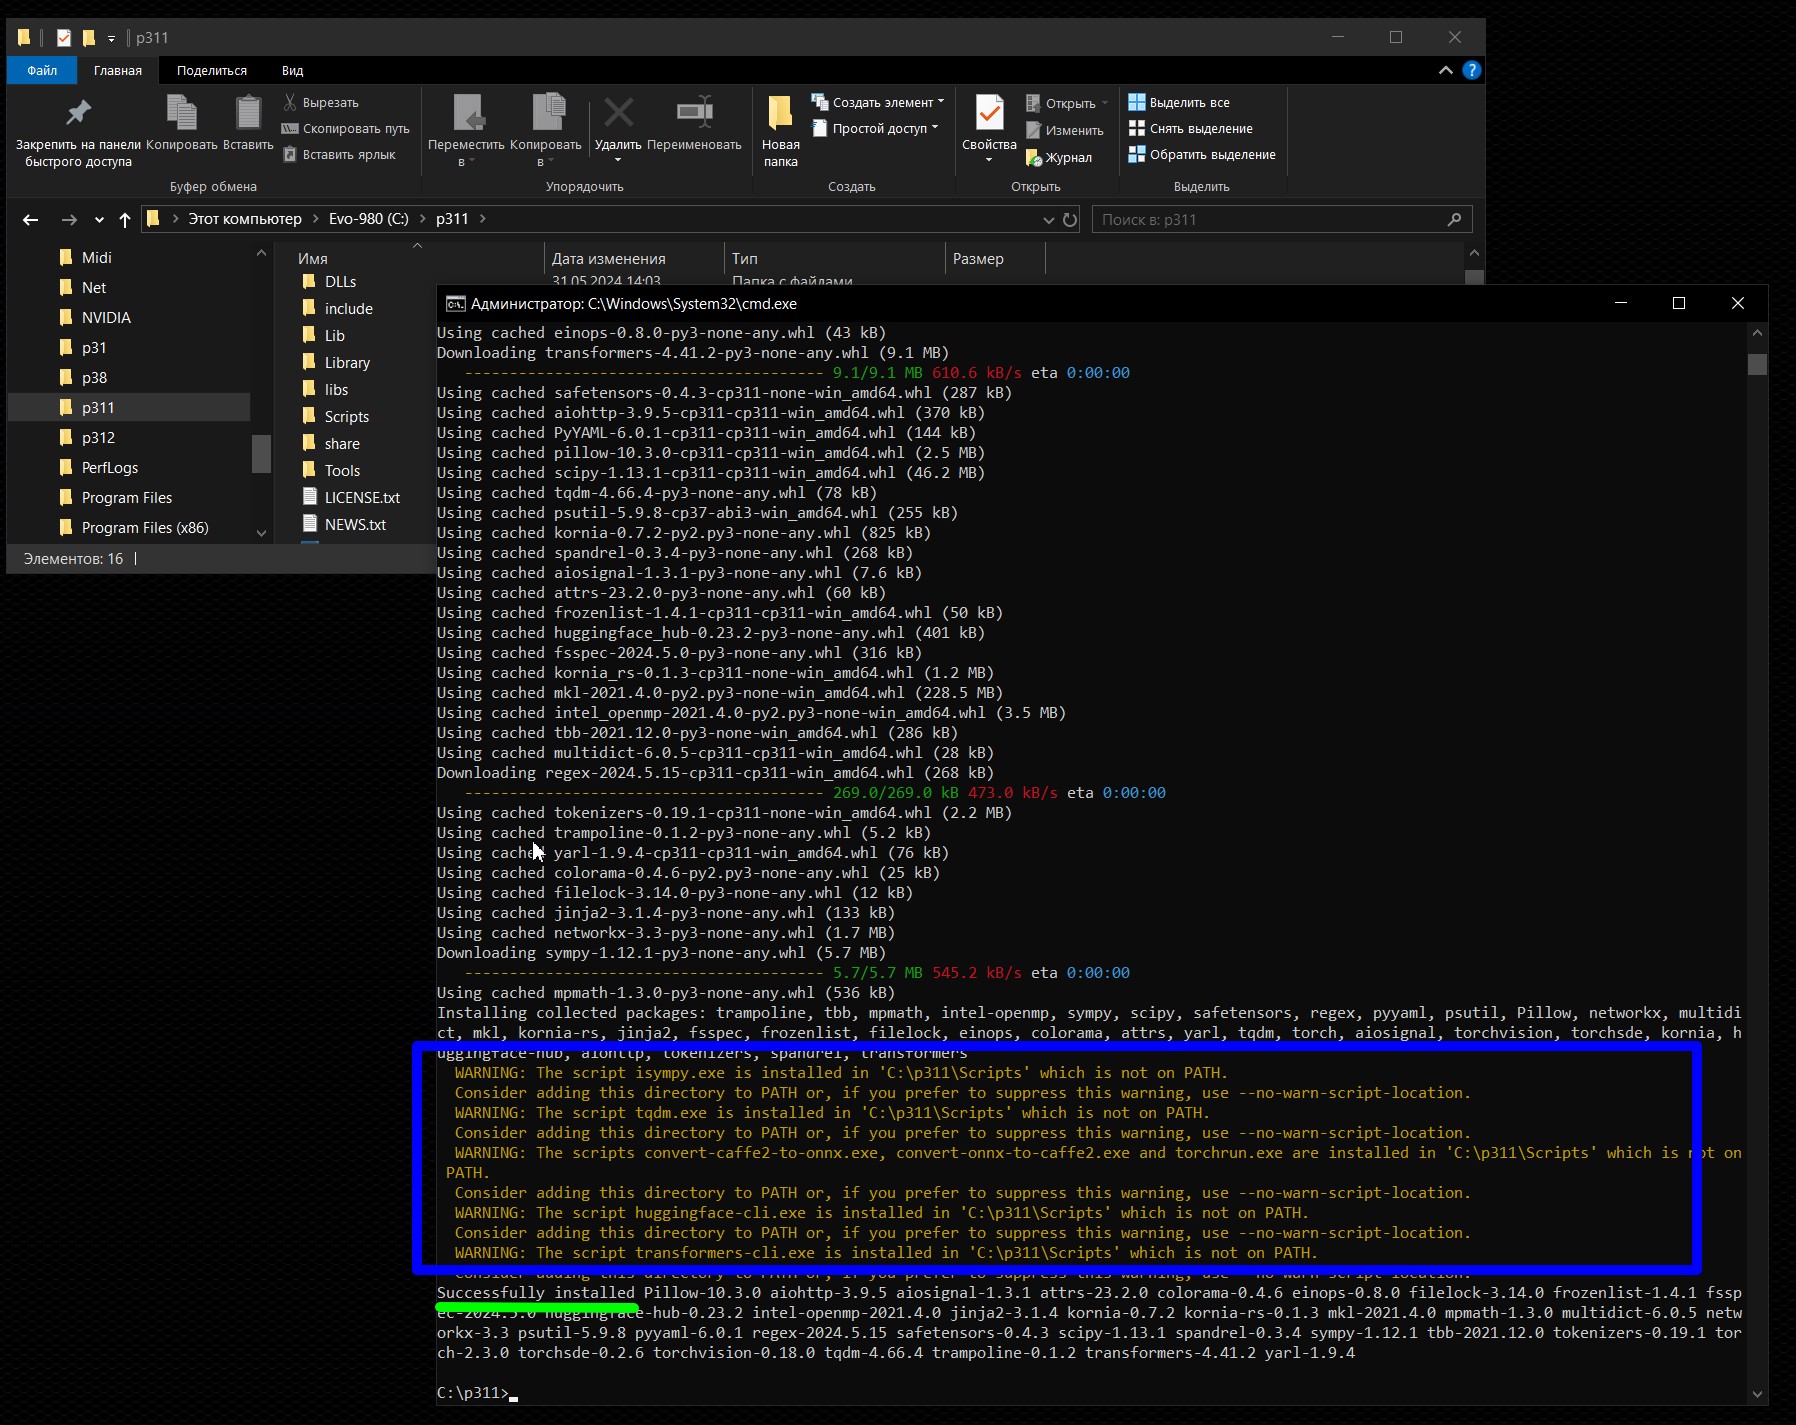 p311
Файл Главная Поделиться Вид
Закрепить на панели быстрого доступа
Копировать
Вставить
Вырезать
Скопировать путь
Вставить ярлык
Буфер обмена
Переместить в
Копировать в
Удалить
Переименовать
Упорядочить
Новая папка
Создать элемент
Простой доступ
Создать
Свойства
Открыть
Изменить
Журнал
Открыть
Выделить все
Снять выделение
Обратить выделение
Выделить
Этот компьютер > Evo-980 (C:) > p311 >
Поиск в: p311
Midi
Net
NVIDIA
p31
p38
p311
p312
PerfLogs
Program Files
Program Files (x86)
Имя Дата изменения Тип Размер
DLLs 31.05.2024 14:03 Папка с файлами
include
Lib
Library
libs
Scripts
share
Tools
LICENSE.txt
NEWS.txt
Элементов: 16
Администратор: C:\Windows\System32\cmd.exe
Using cached einops-0.8.0-py3-none-any.whl (43 kB)
Downloading transformers-4.41.2-py3-none-any.whl (9.1 MB)
---------------------------------------- 9.1/9.1 MB 610.6 kB/s eta 0:00:00
Using cached safetensors-0.4.3-cp311-none-win_amd64.whl (287 kB)
Using cached aiohttp-3.9.5-cp311-cp311-win_amd64.whl (370 kB)
Using cached PyYAML-6.0.1-cp311-cp311-win_amd64.whl (144 kB)
Using cached pillow-10.3.0-cp311-cp311-win_amd64.whl (2.5 MB)
Using cached scipy-1.13.1-cp311-cp311-win_amd64.whl (46.2 MB)
Using cached tqdm-4.66.4-py3-none-any.whl (78 kB)
Using cached psutil-5.9.8-cp37-abi3-win_amd64.whl (255 kB)
Using cached kornia-0.7.2-py2.py3-none-any.whl (825 kB)
Using cached spandrel-0.3.4-py3-none-any.whl (268 kB)
Using cached aiosignal-1.3.1-py3-none-any.whl (7.6 kB)
Using cached attrs-23.2.0-py3-none-any.whl (60 kB)
Using cached frozenlist-1.4.1-cp311-cp311-win_amd64.whl (50 kB)
Using cached huggingface_hub-0.23.2-py3-none-any.whl (401 kB)
Using cached fsspec-2024.5.0-py3-none-any.whl (316 kB)
Using cached kornia_rs-0.1.3-cp311-none-win_amd64.whl (1.2 MB)
Using cached mkl-2021.4.0-py2.py3-none-win_amd64.whl (228.5 MB)
Using cached intel_openmp-2021.4.0-py2.py3-none-win_amd64.whl (3.5 MB)
Using cached tbb-2021.12.0-py3-none-win_amd64.whl (286 kB)
Using cached multidict-6.0.5-cp311-cp311-win_amd64.whl (28 kB)
Downloading regex-2024.5.15-cp311-cp311-win_amd64.whl (268 kB)
---------------------------------------- 269.0/269.0 kB 473.0 kB/s eta 0:00:00
Using cached tokenizers-0.19.1-cp311-none-win_amd64.whl (2.2 MB)
Using cached trampoline-0.1.2-py3-none-any.whl (5.2 kB)
Using cached yarl-1.9.4-cp311-cp311-win_amd64.whl (76 kB)
Using cached colorama-0.4.6-py2.py3-none-any.whl (25 kB)
Using cached filelock-3.14.0-py3-none-any.whl (12 kB)
Using cached jinja2-3.1.4-py3-none-any.whl (133 kB)
Using cached networkx-3.3-py3-none-any.whl (1.7 MB)
Downloading sympy-1.12.1-py3-none-any.whl (5.7 MB)
---------------------------------------- 5.7/5.7 MB 545.2 kB/s eta 0:00:00
Using cached mpmath-1.3.0-py3-none-any.whl (536 kB)
Installing collected packages: trampoline, tbb, mpmath, intel-openmp, sympy, scipy, safetensors, regex, pyyaml, psutil, Pillow, networkx, multidi
ct, mkl, kornia-rs, jinja2, fsspec, frozenlist, filelock, einops, colorama, attrs, yarl, tqdm, torch, aiosignal, torchvision, torchsde, kornia, h
uggingface-hub, aiohttp, tokenizers, spandrel, transformers
WARNING: The script isympy.exe is installed in 'C:\p311\Scripts' which is not on PATH.
Consider adding this directory to PATH or, if you prefer to suppress this warning, use --no-warn-script-location.
WARNING: The script tqdm.exe is installed in 'C:\p311\Scripts' which is not on PATH.
Consider adding this directory to PATH or, if you prefer to suppress this warning, use --no-warn-script-location.
WARNING: The scripts convert-caffe2-to-onnx.exe, convert-onnx-to-caffe2.exe and torchrun.exe are installed in 'C:\p311\Scripts' which is not on
PATH.
Consider adding this directory to PATH or, if you prefer to suppress this warning, use --no-warn-script-location.
WARNING: The script huggingface-cli.exe is installed in 'C:\p311\Scripts' which is not on PATH.
Consider adding this directory to PATH or, if you prefer to suppress this warning, use --no-warn-script-location.
WARNING: The script transformers-cli.exe is installed in 'C:\p311\Scripts' which is not on PATH.
Consider adding this directory to PATH or, if you prefer to suppress this warning, use --no-warn-script-location.
Successfully installed Pillow-10.3.0 aiohttp-3.9.5 aiosignal-1.3.1 attrs-23.2.0 colorama-0.4.6 einops-0.8.0 filelock-3.14.0 frozenlist-1.4.1 fssp
ec-2024.5.0 huggingface-hub-0.23.2 intel-openmp-2021.4.0 jinja2-3.1.4 kornia-0.7.2 kornia-rs-0.1.3 mkl-2021.4.0 mpmath-1.3.0 multidict-6.0.5 netw
orkx-3.3 psutil-5.9.8 pyyaml-6.0.1 regex-2024.5.15 safetensors-0.4.3 scipy-1.13.1 spandrel-0.3.4 sympy-1.12.1 tbb-2021.12.0 tokenizers-0.19.1 tor
ch-2.3.0 torchsde-0.2.6 torchvision-0.18.0 tqdm-4.66.4 trampoline-0.1.2 transformers-4.41.2 yarl-1.9.4
C:\p311>